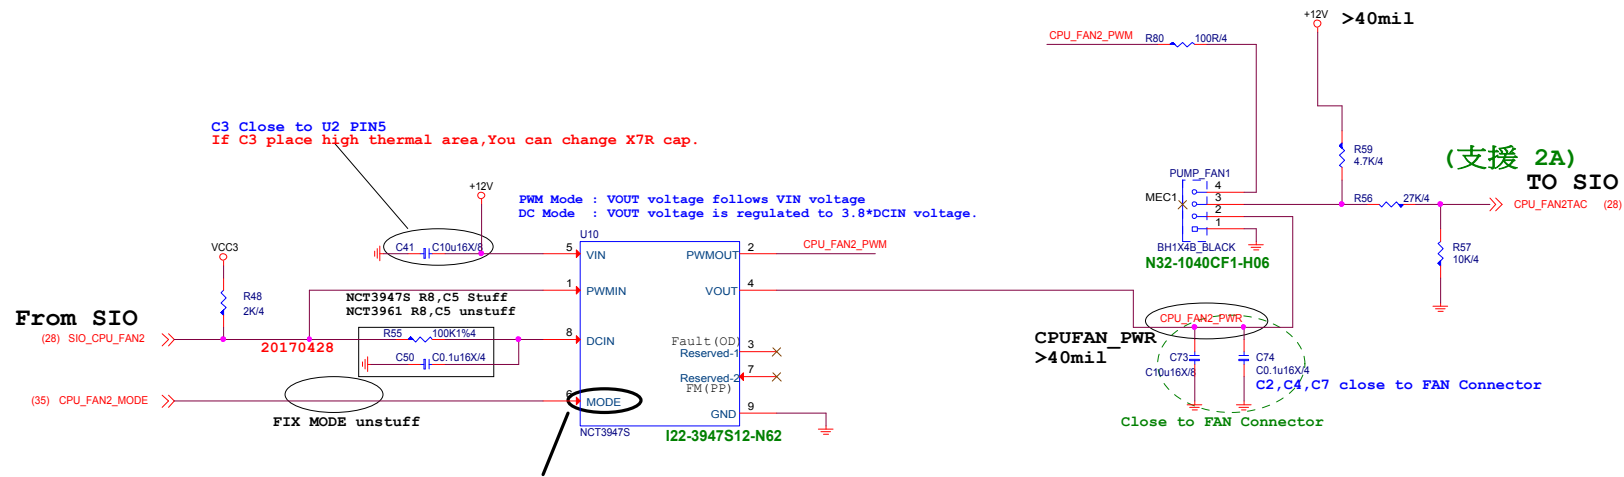 +12V
>40mil
CPU_FAN2_PWM
R80
100R/4
C3 Close to U2 PIN5
If C3 place high thermal area,You can change X7R cap.
R59
4.7K/4
(支援 2A)
TO SIO
PUMP_FAN1
4
MEC1
3
2
1
R56
27K/4
CPU_FAN2TAC
(28)
+12V
PWM Mode : VOUT voltage follows VIN voltage
DC Mode : VOUT voltage is regulated to 3.8*DCIN voltage.
U10
VCC3
C41
C10u16X/8
5
VIN
PWMOUT
2
CPU_FAN2_PWM
BH1X4B_BLACK
N32-1040CF1-H06
R57
10K/4
R48
2K/4
NCT3947S R8,C5 Stuff
NCT3961 R8,C5 unstuff
1
PWMIN
VOUT
4
From SIO
(28) SIO_CPU_FAN2
20170428
R55
100K1%4
8
DCIN
Fault(OD)
Reserved-1
3
CPU_FAN2_PWR
CPUFAN_PWR
>40mil
C50
C0.1u16X/4
Reserved-2
FM(PP)
7
C73
C10u16X/8
C74
C0.1u16X/4
C2,C4,C7 close to FAN Connector
(35) CPU_FAN2_MODE
6
MODE
GND
9
FIX MODE unstuff
NCT3947S
I22-3947S12-N62
Close to FAN Connector